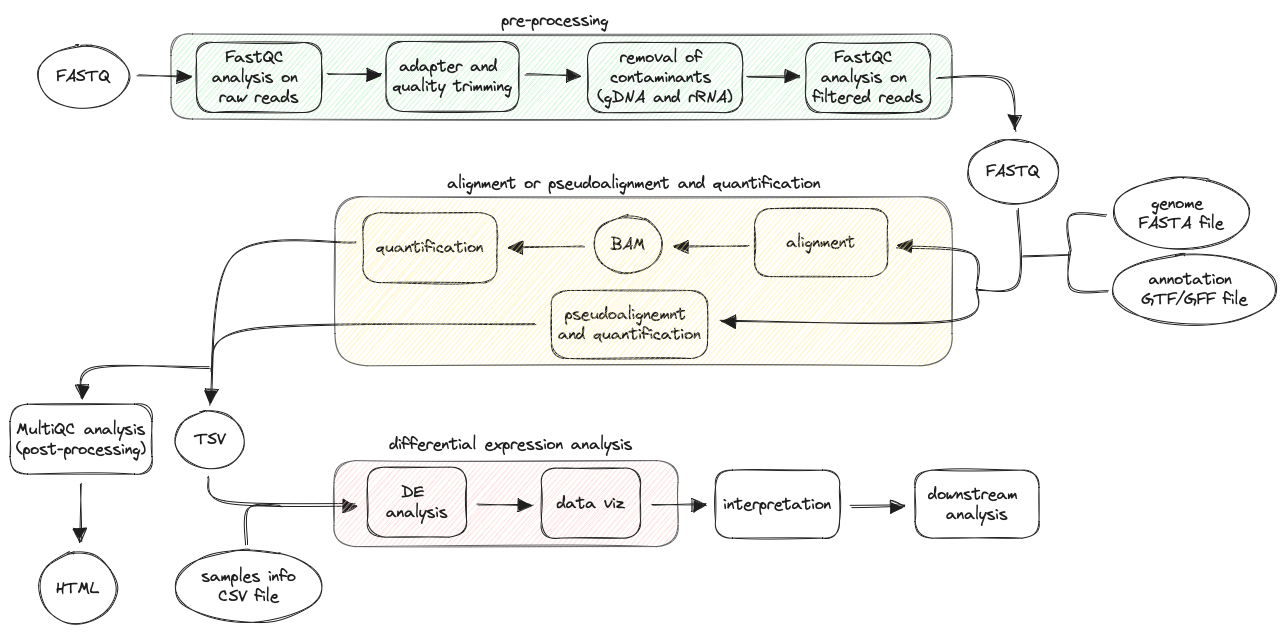 pre-processing
FASTQ
FastQC
analysis on
raw reads
adapter and
quality trimming
removal of
contaminants
(gDNA and rRNA)
FastQC
analysis on
filtered reads
FASTQ
genome
FASTA file
annotation
GTF/GFF file
alignment or pseudoalignment and quantification
quantification
BAM
alignment
pseudoalignemnt
and quantification
MultiQC analysis
(post-processing)
TSV
HTML
samples info
CSV file
differential expression analysis
DE
analysis
data viz
interpretation
downstream
analysis